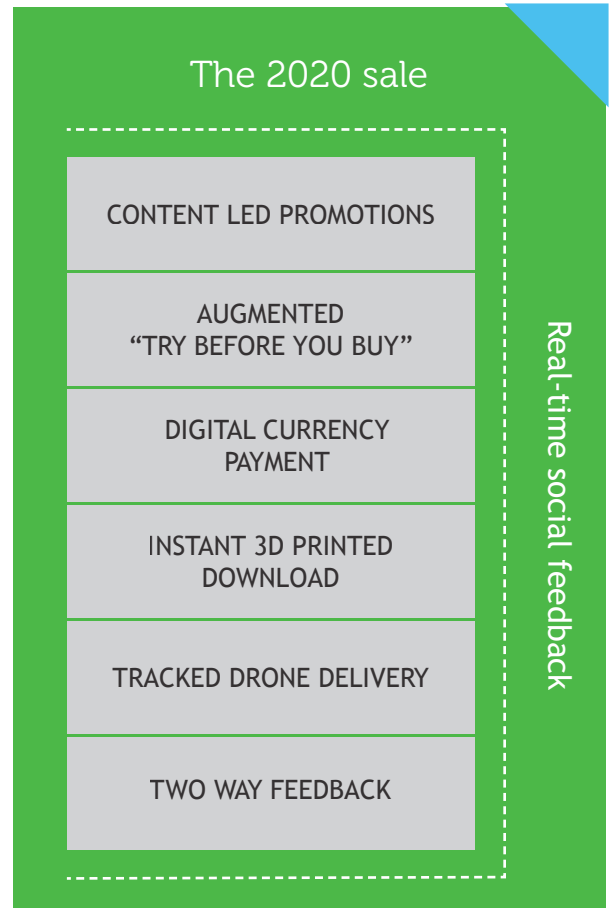 The 2020 sale
CONTENT LED PROMOTIONS
AUGMENTED
“TRY BEFORE YOU BUY”
DIGITAL CURRENCY
PAYMENT
INSTANT 3D PRINTED
DOWNLOAD
TRACKED DRONE DELIVERY
TWO WAY FEEDBACK
Real-time social feedback